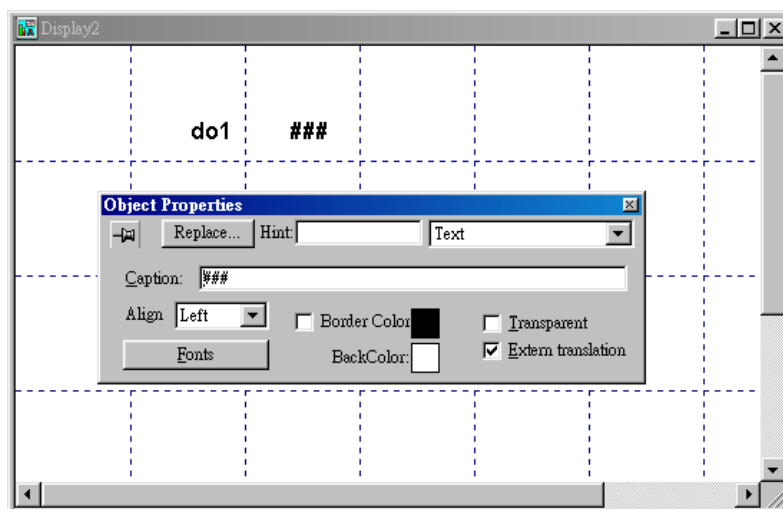 Display2
do1 ###
Object Properties
Replace... Hint: Text
Caption: ###
Align Left Border Color Transparent
Fonts BackColor: Extern translation